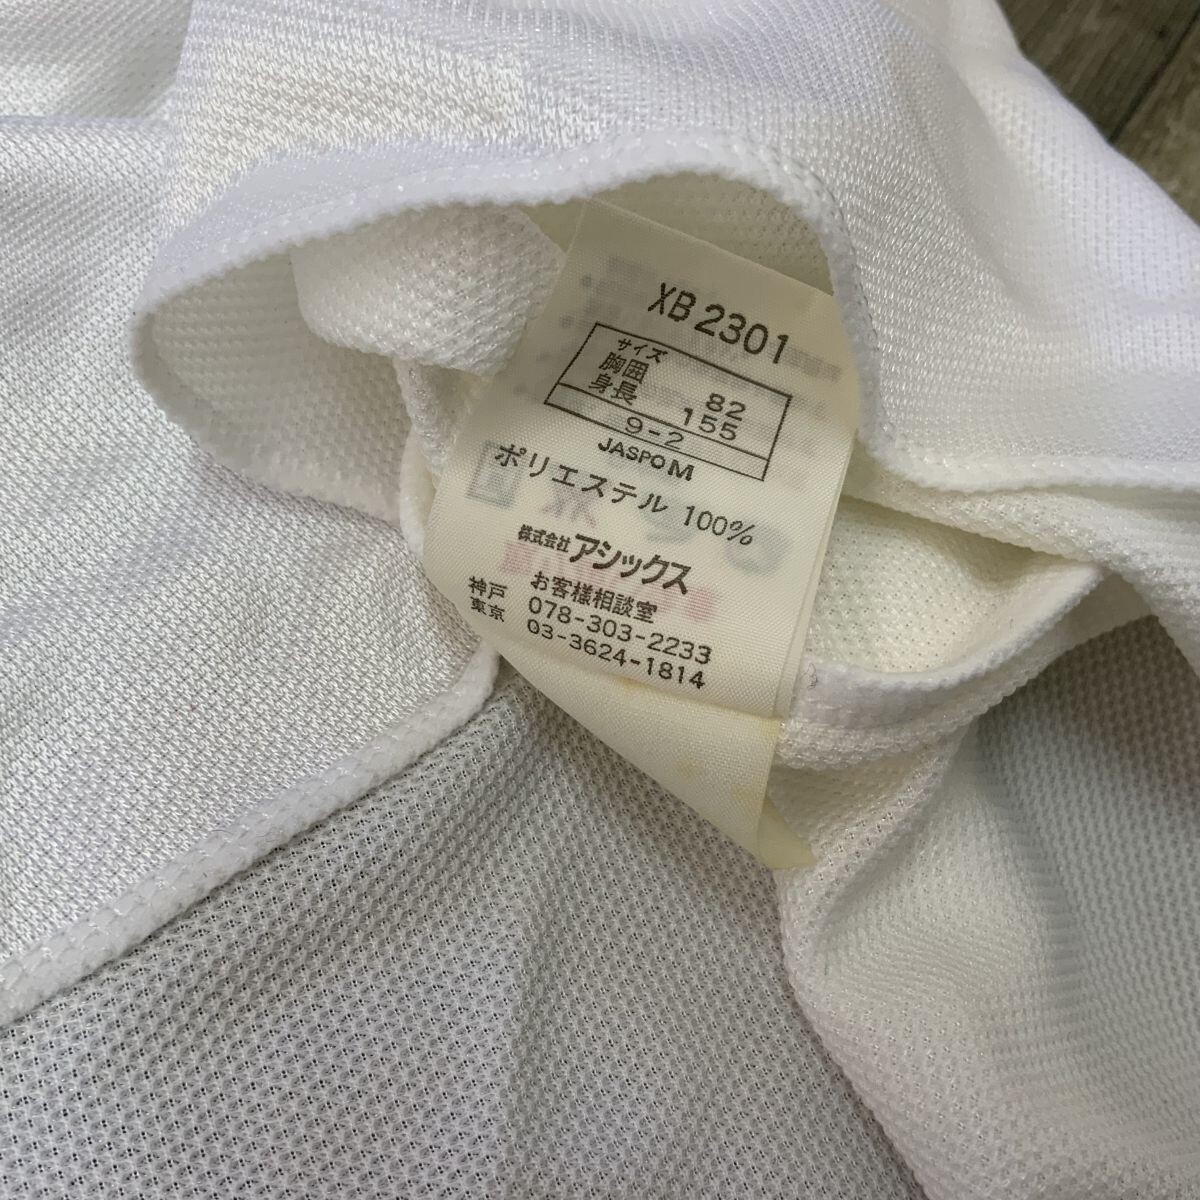 XB2301
サイズ
胸囲 82
身長 155
9-2
JASPO M
ポリエステル 100%
株式会社アシックス
お客様相談室
神戸 078-303-2233
東京 03-3624-1814